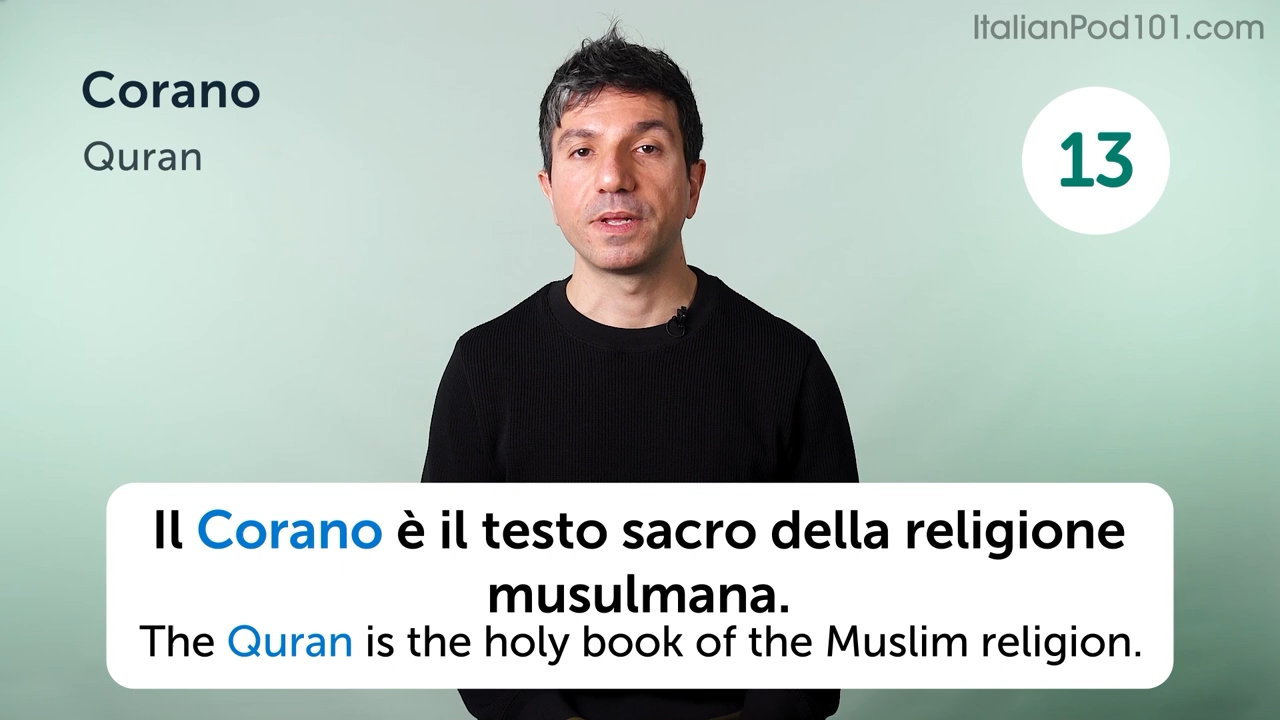 ItalianPod101.com
Corano
Quran
13
Il Corano è il testo sacro della religione
musulmana.
The Quran is the holy book of the Muslim religion.